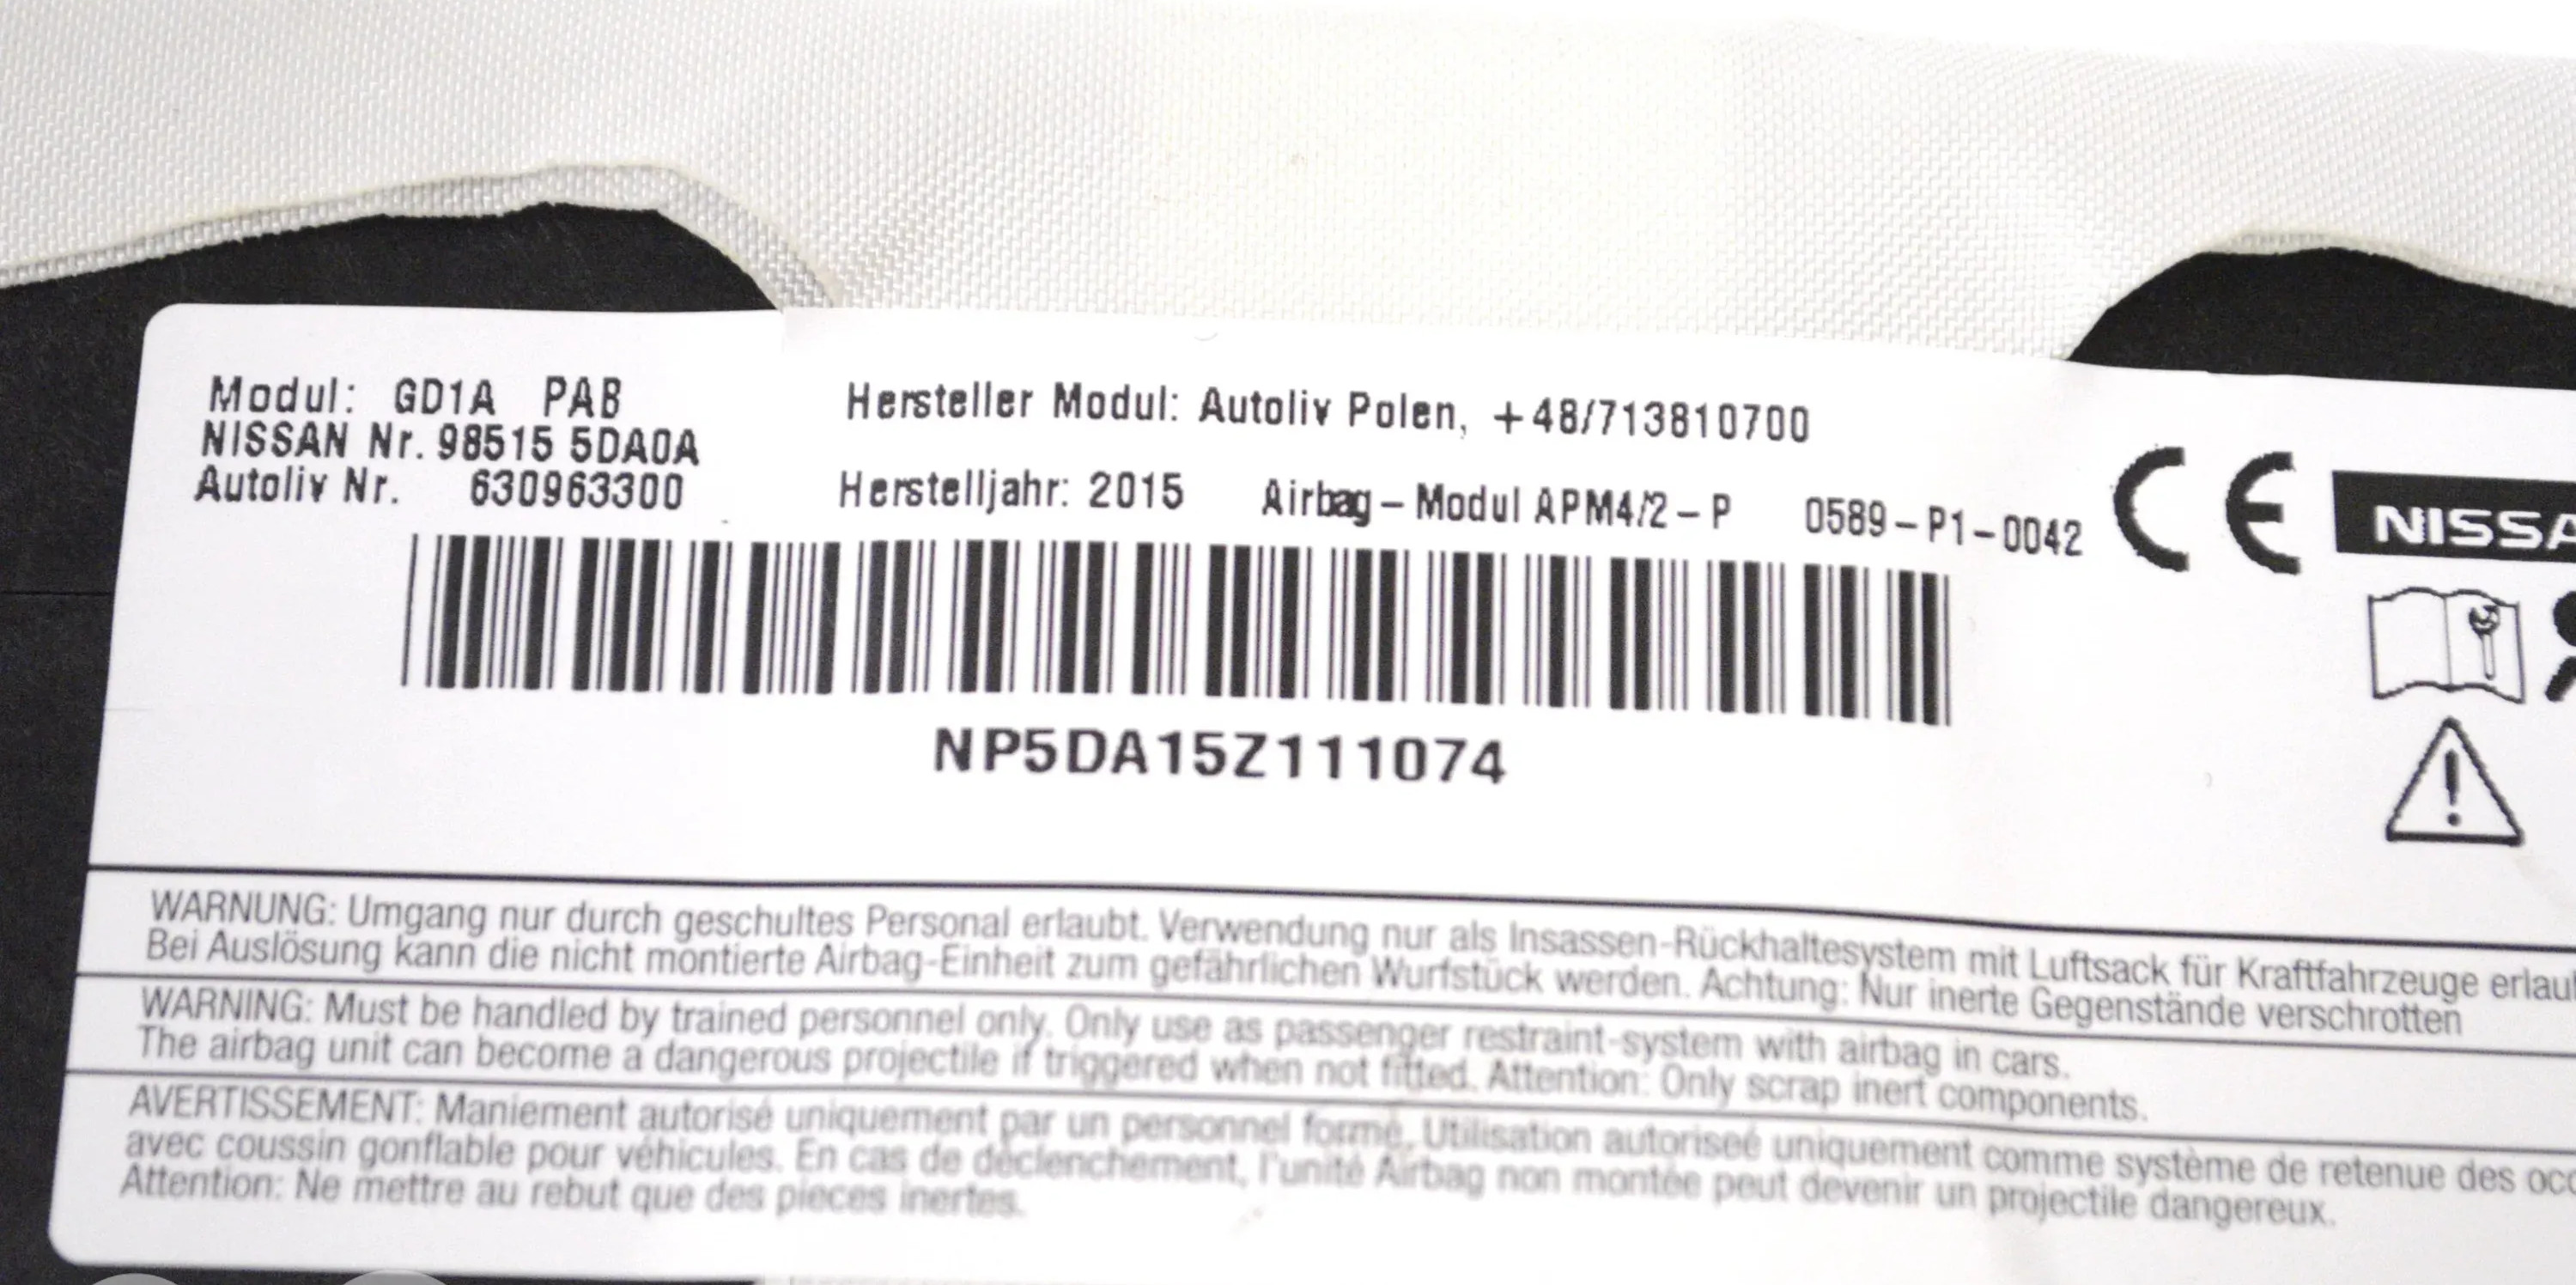 Modul: GD1A PAB
NISSAN Nr. 98515 5DA0A
Autoliv Nr. 630963300
Hersteller Modul: Autoliv Polen, +48/713810700
Herstelljahr: 2015 Airbag-Modul APM4/2-P 0589-P1-0042
CE
NISSA
NP5DA15Z111074
WARNUNG: Umgang nur durch geschultes Personal erlaubt. Verwendung nur als Insassen-Rückhaltesystem mit Luftsack für Kraftfahrzeuge erlau
Bei Auslösung kann die nicht montierte Airbag-Einheit zum gefährlichen Wurfstück werden. Achtung: Nur inerte Gegenstände verschrotten
WARNING: Must be handled by trained personnel only. Only use as passenger restraint-system with airbag in cars.
The airbag unit can become a dangerous projectile if triggered when not fitted. Attention: Only scrap inert components.
AVERTISSEMENT: Maniement autorisé uniquement par un personnel formé. Utilisation autoriseé uniquement comme système de retenue des occ
avec coussin gonflable pour véhicules. En cas de déclenchement, l'unité Airbag non montée peut devenir un projectile dangereux.
Attention: Ne mettre au rebut que des pieces inertes.